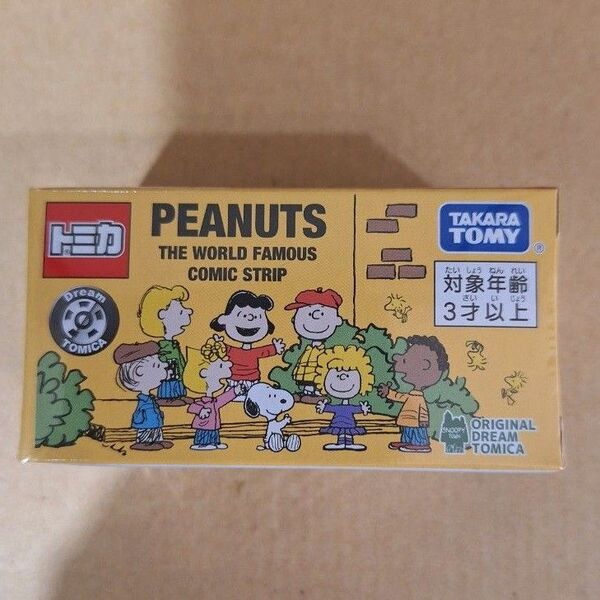 トミカ
PEANUTS
THE WORLD FAMOUS
COMIC STRIP
TAKARA
TOMY
®
たい しょう ねん れい
対象年齢
さい い じょう
3才以上
Dream
TOMICA
SNOOPY
TOWN
ORIGINAL
DREAM
TOMICA